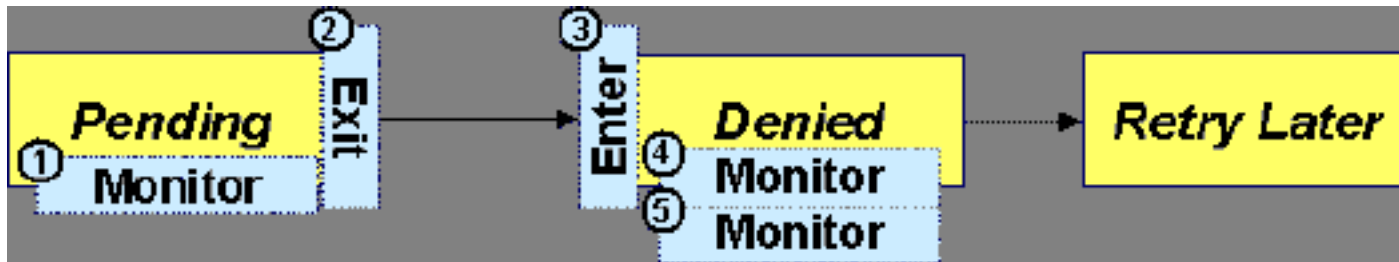 2
3
Pending
Exit
Enter
Denied
Retry Later
1
Monitor
4
Monitor
5
Monitor